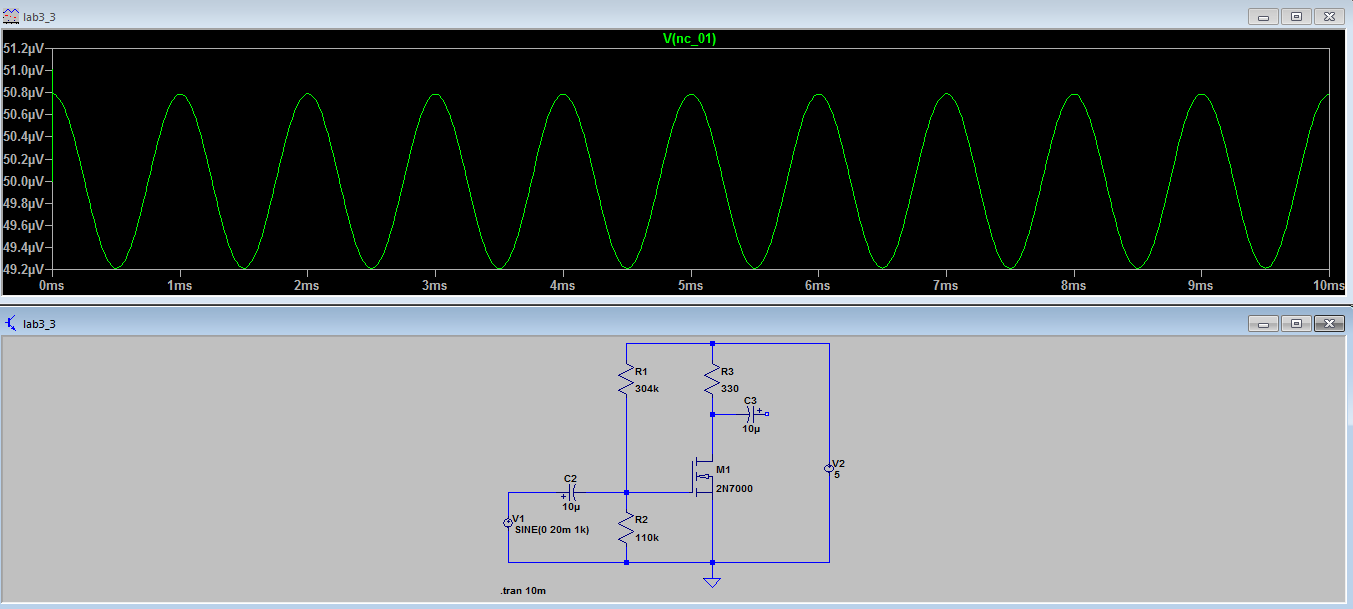 lab3_3
V(nc_01)
51.2µV
51.0µV
50.8µV
50.6µV
50.4µV
50.2µV
50.0µV
49.8µV
49.6µV
49.4µV
49.2µV
0ms 1ms 2ms 3ms 4ms 5ms 6ms 7ms 8ms 9ms 10ms
lab3_3
R1
304k
R3
330
C3
+
10µ
V2
5
M1
2N7000
C2
+
10µ
V1
SINE(0 20m 1k)
R2
110k
.tran 10m